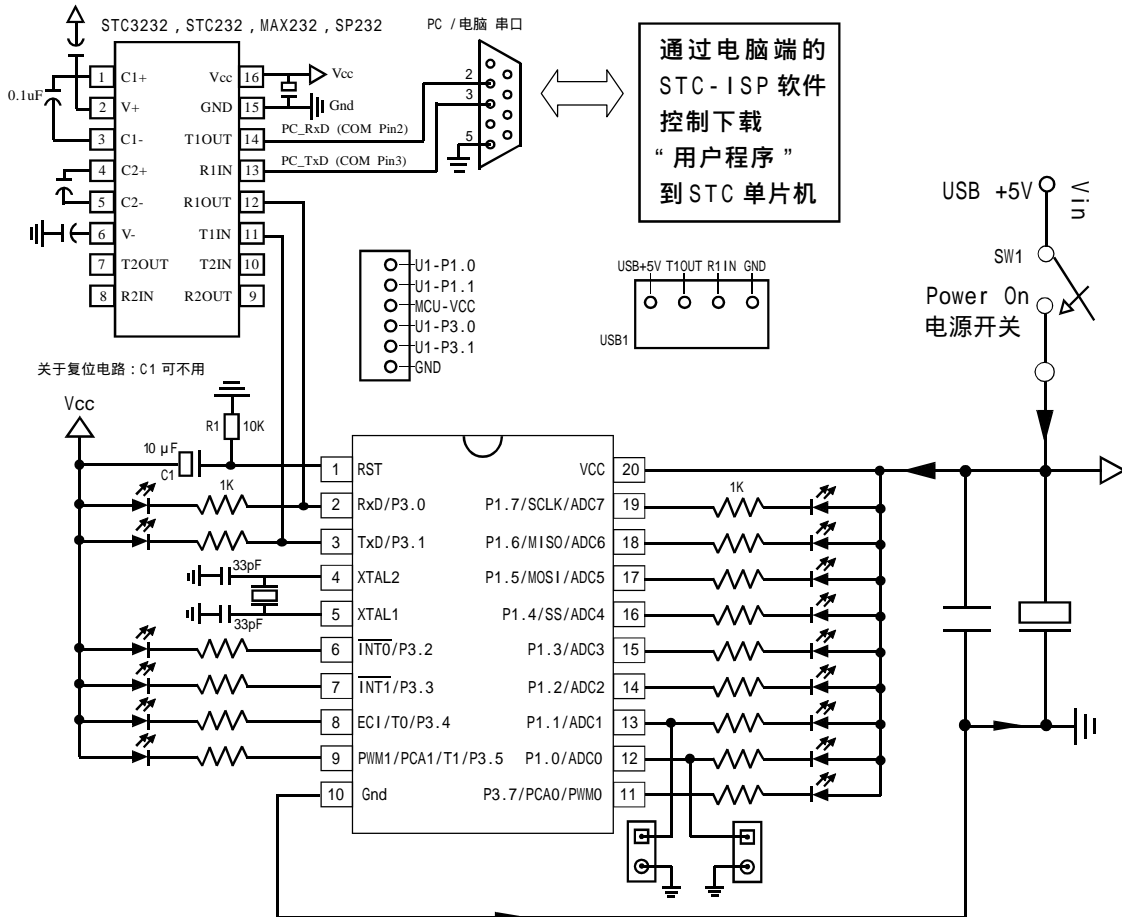 STC3232 , STC232 , MAX232 , SP232
PC / 电脑 串口
0.1uF
1 C1+ Vcc 16 Vcc
2 V+ GND 15 Gnd
3 C1- T1OUT 14 PC_RxD (COM Pin2)
4 C2+ R1IN 13 PC_TxD (COM Pin3)
5 C2- R1OUT 12
6 V- T1IN 11
7 T2OUT T2IN 10
8 R2IN R2OUT 9
2
3
5
通过电脑端的
STC-ISP 软件
控制下载
“ 用户程序 ”
到 STC 单片机
USB +5V
Vin
SW1
Power On
电源开关
U1-P1.0
U1-P1.1
MCU-VCC
U1-P3.0
U1-P3.1
GND
USB+5V T1OUT R1IN GND
USB1
关于复位电路 : C1 可不用
Vcc
R1 10K
10 μF
C1
1K
33pF
33pF
1K
1 RST VCC 20
2 RxD/P3.0 P1.7/SCLK/ADC7 19
3 TxD/P3.1 P1.6/MISO/ADC6 18
4 XTAL2 P1.5/MOSI/ADC5 17
5 XTAL1 P1.4/SS/ADC4 16
6 INT0/P3.2 P1.3/ADC3 15
7 INT1/P3.3 P1.2/ADC2 14
8 ECI/T0/P3.4 P1.1/ADC1 13
9 PWM1/PCA1/T1/P3.5 P1.0/ADC0 12
10 Gnd P3.7/PCA0/PWM0 11